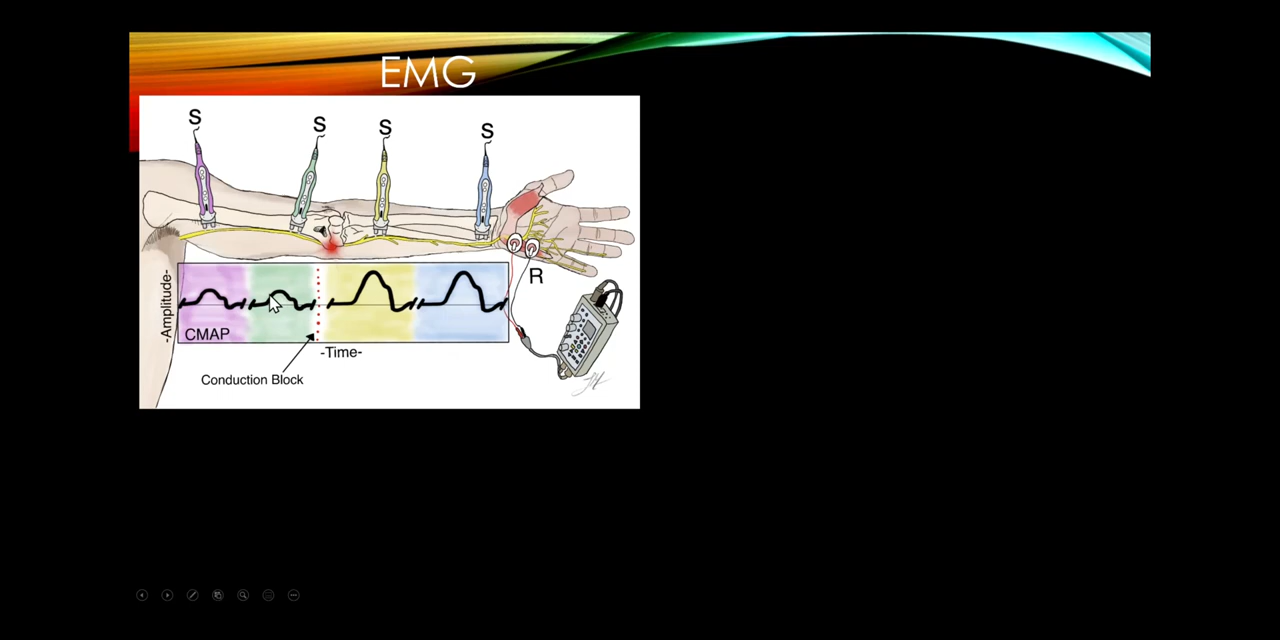 EMG
S S S S
R
-Amplitude-
CMAP
-Time-
Conduction Block